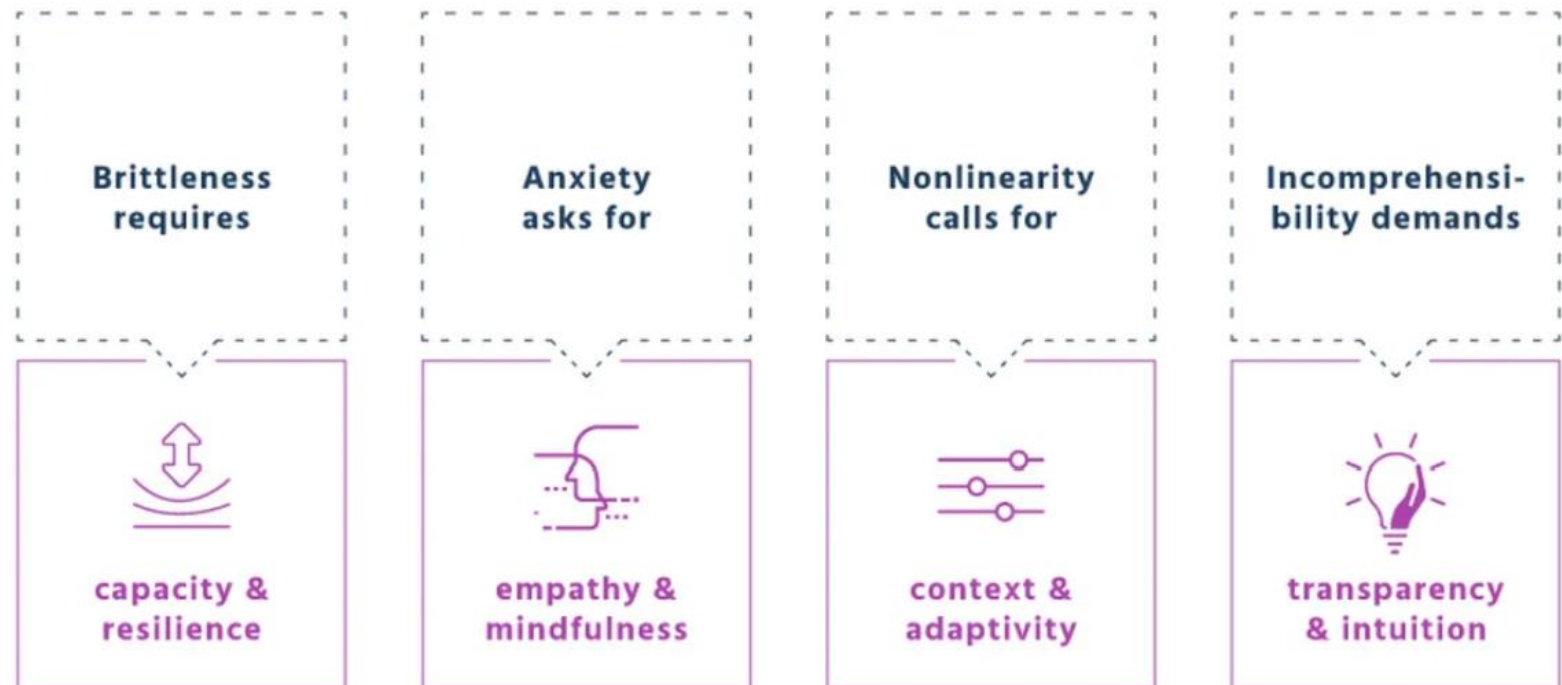 Brittleness
requires
Anxiety
asks for
Nonlinearity
calls for
Incomprehensi-
bility demands
capacity &
resilience
empathy &
mindfulness
context &
adaptivity
transparency
& intuition